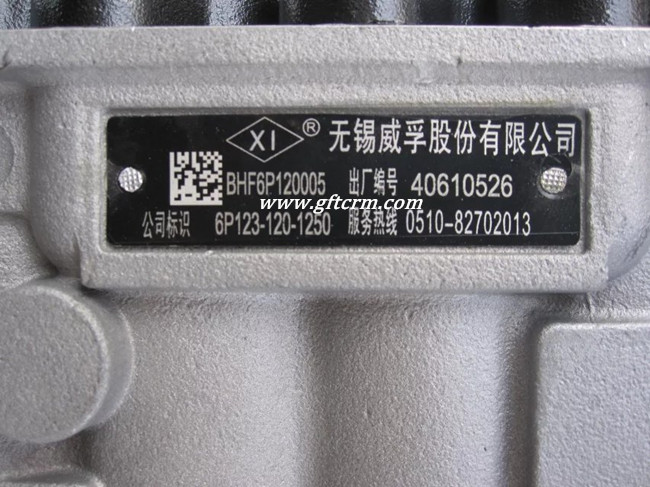 XI ® 无锡威孚股份有限公司
BHF6P120005 出厂编号 40610526
www.gftcrm.com
公司标识 6P123-120-1250 服务热线 0510-82702013